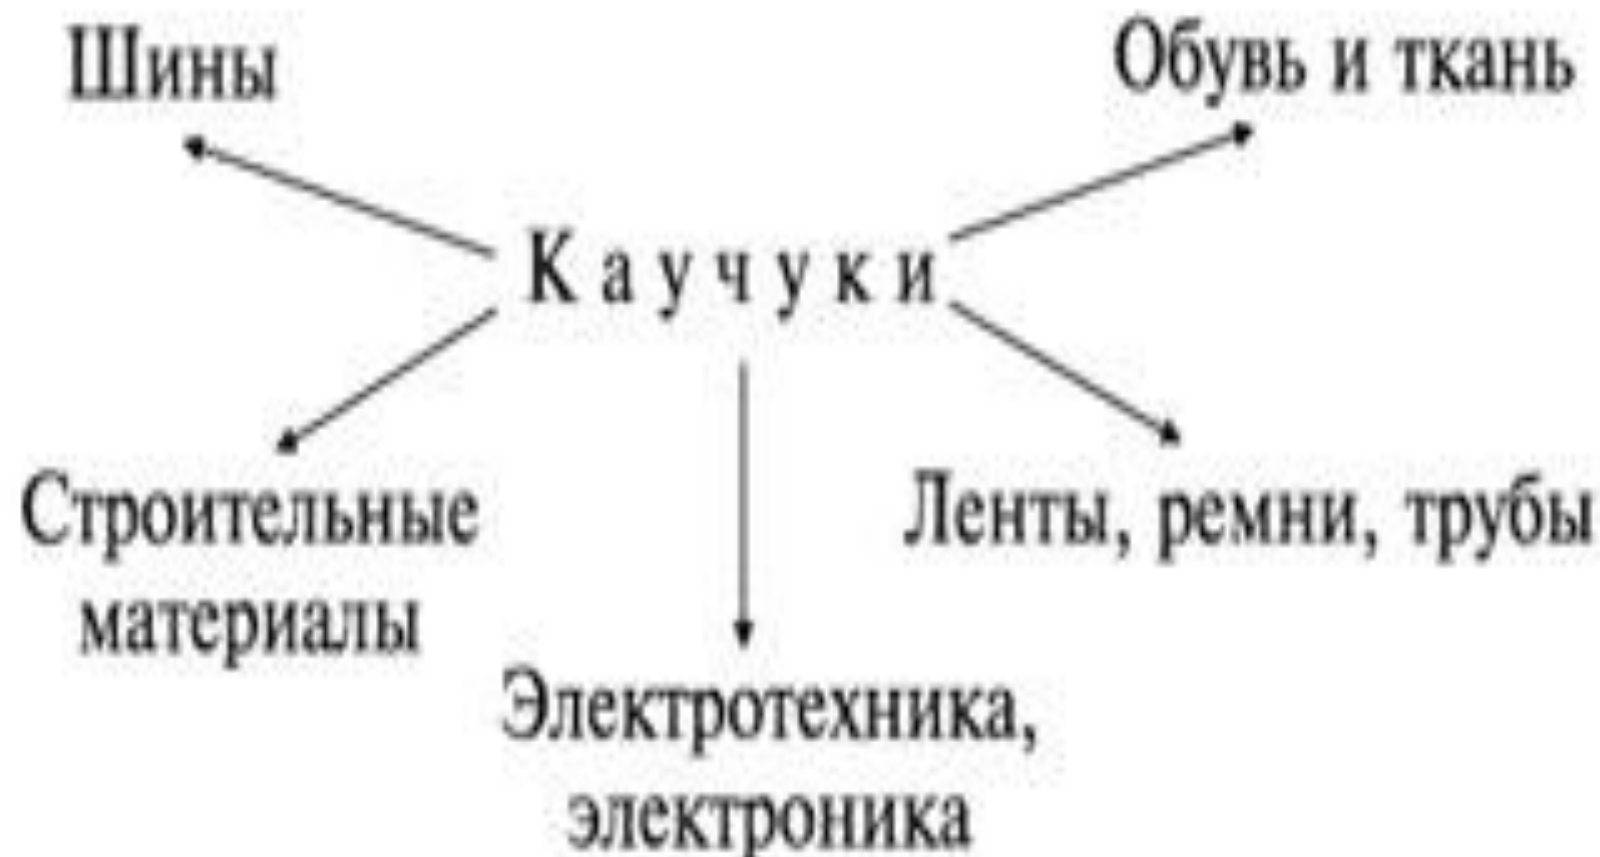 Шины
Обувь и ткань
Каучуки
Строительные
материалы
Ленты, ремни, трубы
Электротехника,
электроника